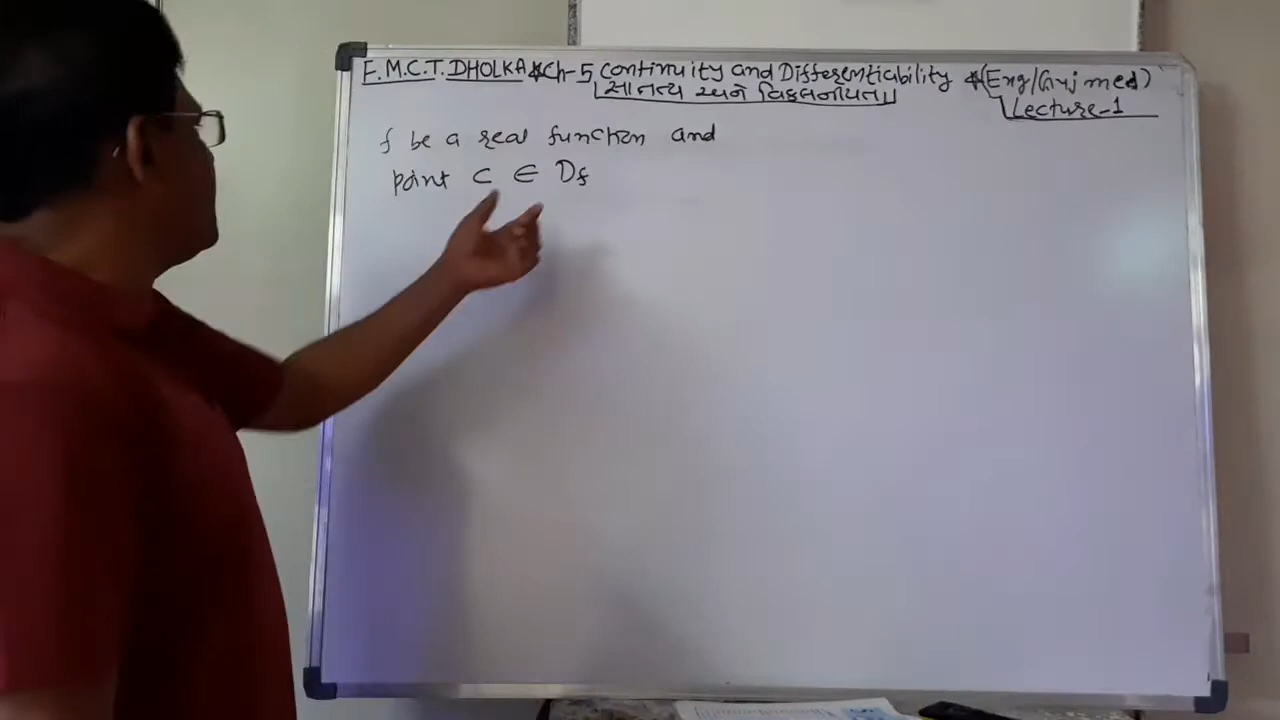 F.M.C.T. DHOLKA * Ch-5 Continuity and Differentiability * (Eng/Guj med)
સાતત્ય અને વિકલનીયતા
Lecture-1
f be a real function and
point c ∈ Df